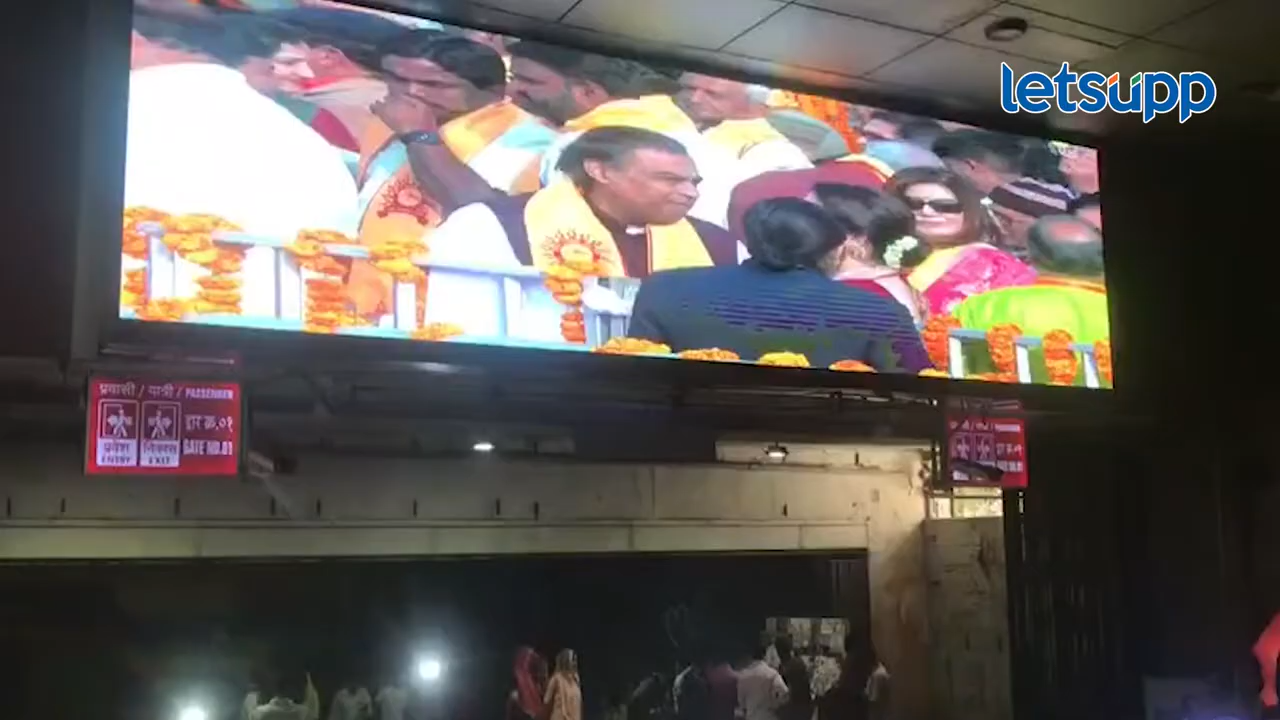 letsupp
प्रवासी / यात्री / PASSENGER
प्रवेश
ENTRY
निकास
EXIT
द्वार क्र.०१
GATE NO.01